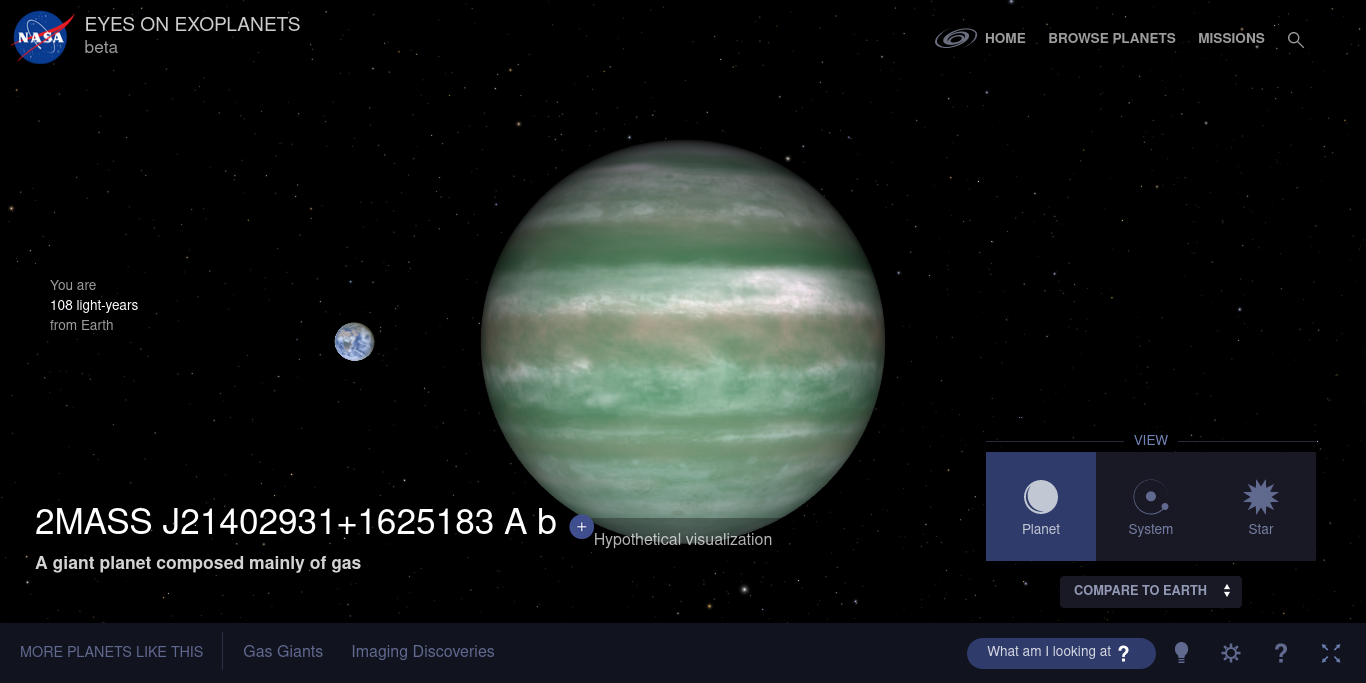 NASA
EYES ON EXOPLANETS
beta
HOME
BROWSE PLANETS
MISSIONS
You are
108 light-years
from Earth
VIEW
Planet
System
Star
2MASS J21402931+1625183 A b +
Hypothetical visualization
A giant planet composed mainly of gas
COMPARE TO EARTH
MORE PLANETS LIKE THIS
Gas Giants
Imaging Discoveries
What am I looking at ?
?